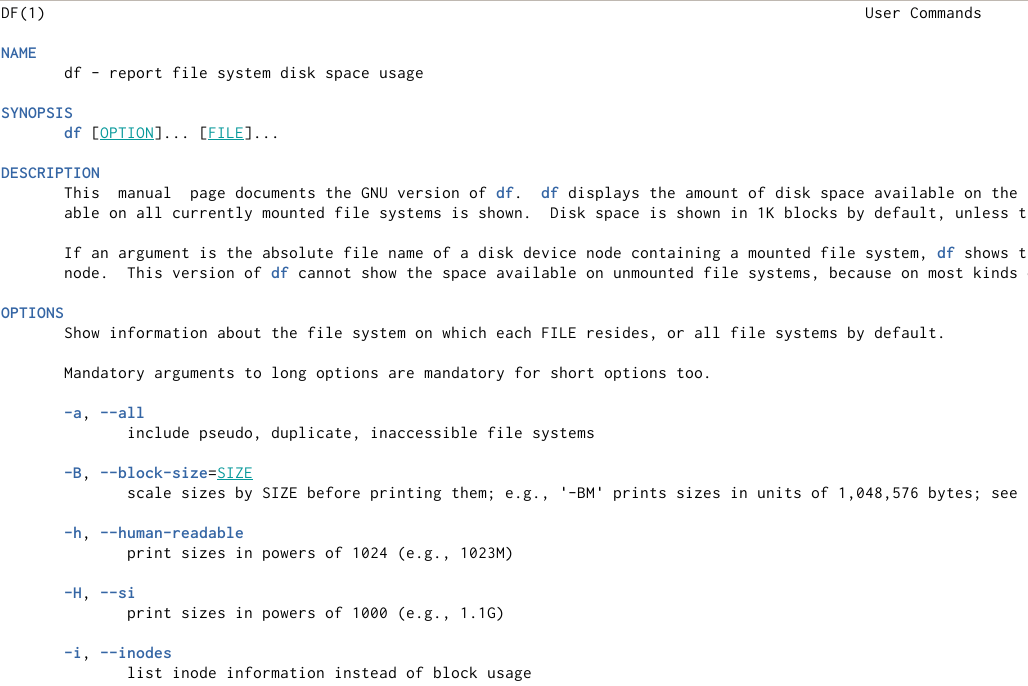 DF(1) User Commands
NAME
df - report file system disk space usage
SYNOPSIS
df [OPTION]... [FILE]...
DESCRIPTION
This manual page documents the GNU version of df. df displays the amount of disk space available on the
able on all currently mounted file systems is shown. Disk space is shown in 1K blocks by default, unless t
If an argument is the absolute file name of a disk device node containing a mounted file system, df shows t
node. This version of df cannot show the space available on unmounted file systems, because on most kinds
OPTIONS
Show information about the file system on which each FILE resides, or all file systems by default.
Mandatory arguments to long options are mandatory for short options too.
-a, --all
include pseudo, duplicate, inaccessible file systems
-B, --block-size=SIZE
scale sizes by SIZE before printing them; e.g., '-BM' prints sizes in units of 1,048,576 bytes; see
-h, --human-readable
print sizes in powers of 1024 (e.g., 1023M)
-H, --si
print sizes in powers of 1000 (e.g., 1.1G)
-i, --inodes
list inode information instead of block usage